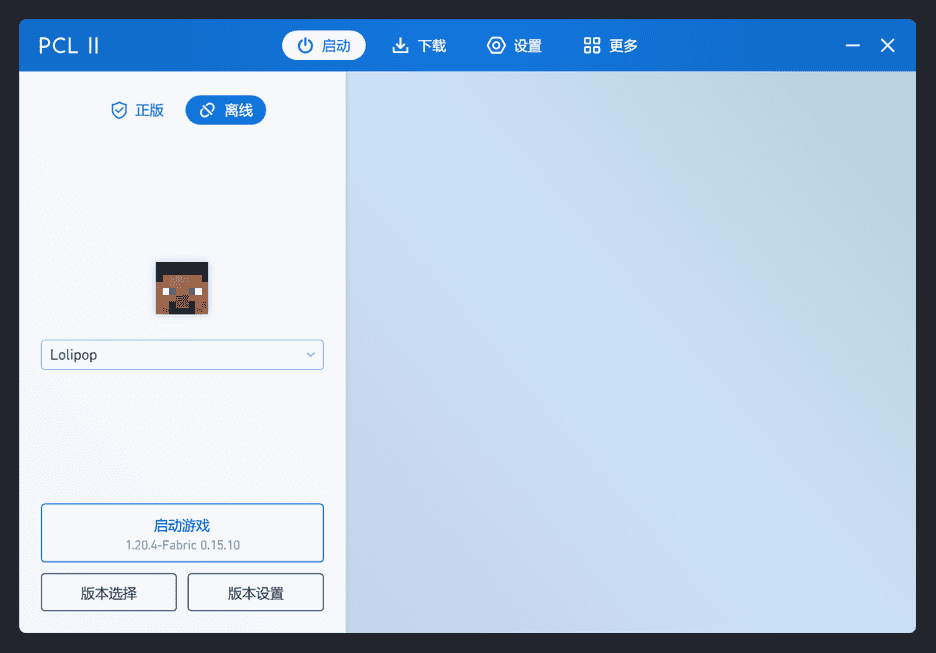 PCL II
启动
下载
设置
更多
正版
离线
Lolipop
启动游戏
1.20.4-Fabric 0.15.10
版本选择
版本设置